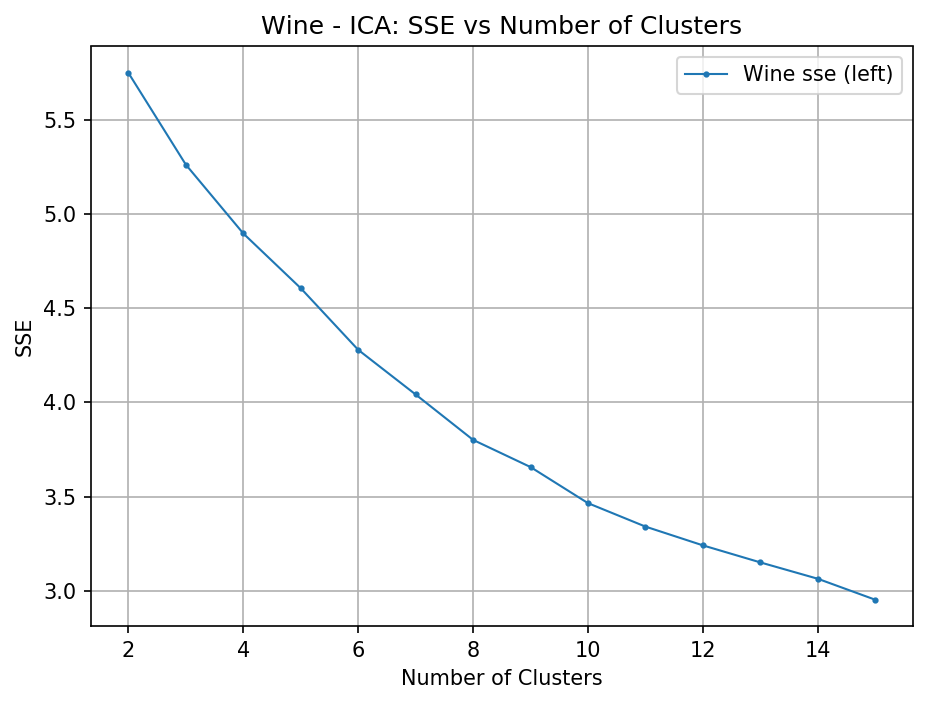 Wine - ICA: SSE vs Number of Clusters
Wine sse (left)
5.5
5.0
4.5
4.0
3.5
3.0
SSE
2 4 6 8 10 12 14
Number of Clusters